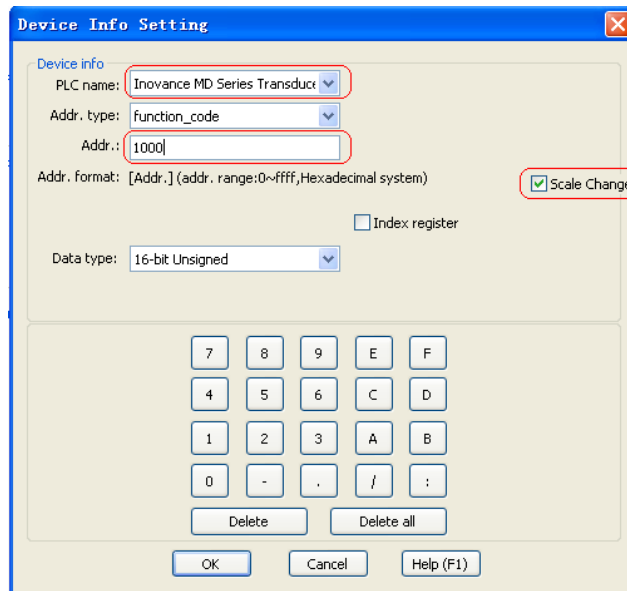 Device Info Setting
Device info
PLC name: Inovance MD Series Transduce
Addr. type: function_code
Addr.: 1000
Addr. format: [Addr.] (addr. range:0~ffff,Hexadecimal system)
Scale Change
Index register
Data type: 16-bit Unsigned
7 8 9 E F
4 5 6 C D
1 2 3 A B
0 - . / :
Delete Delete all
OK Cancel Help (F1)